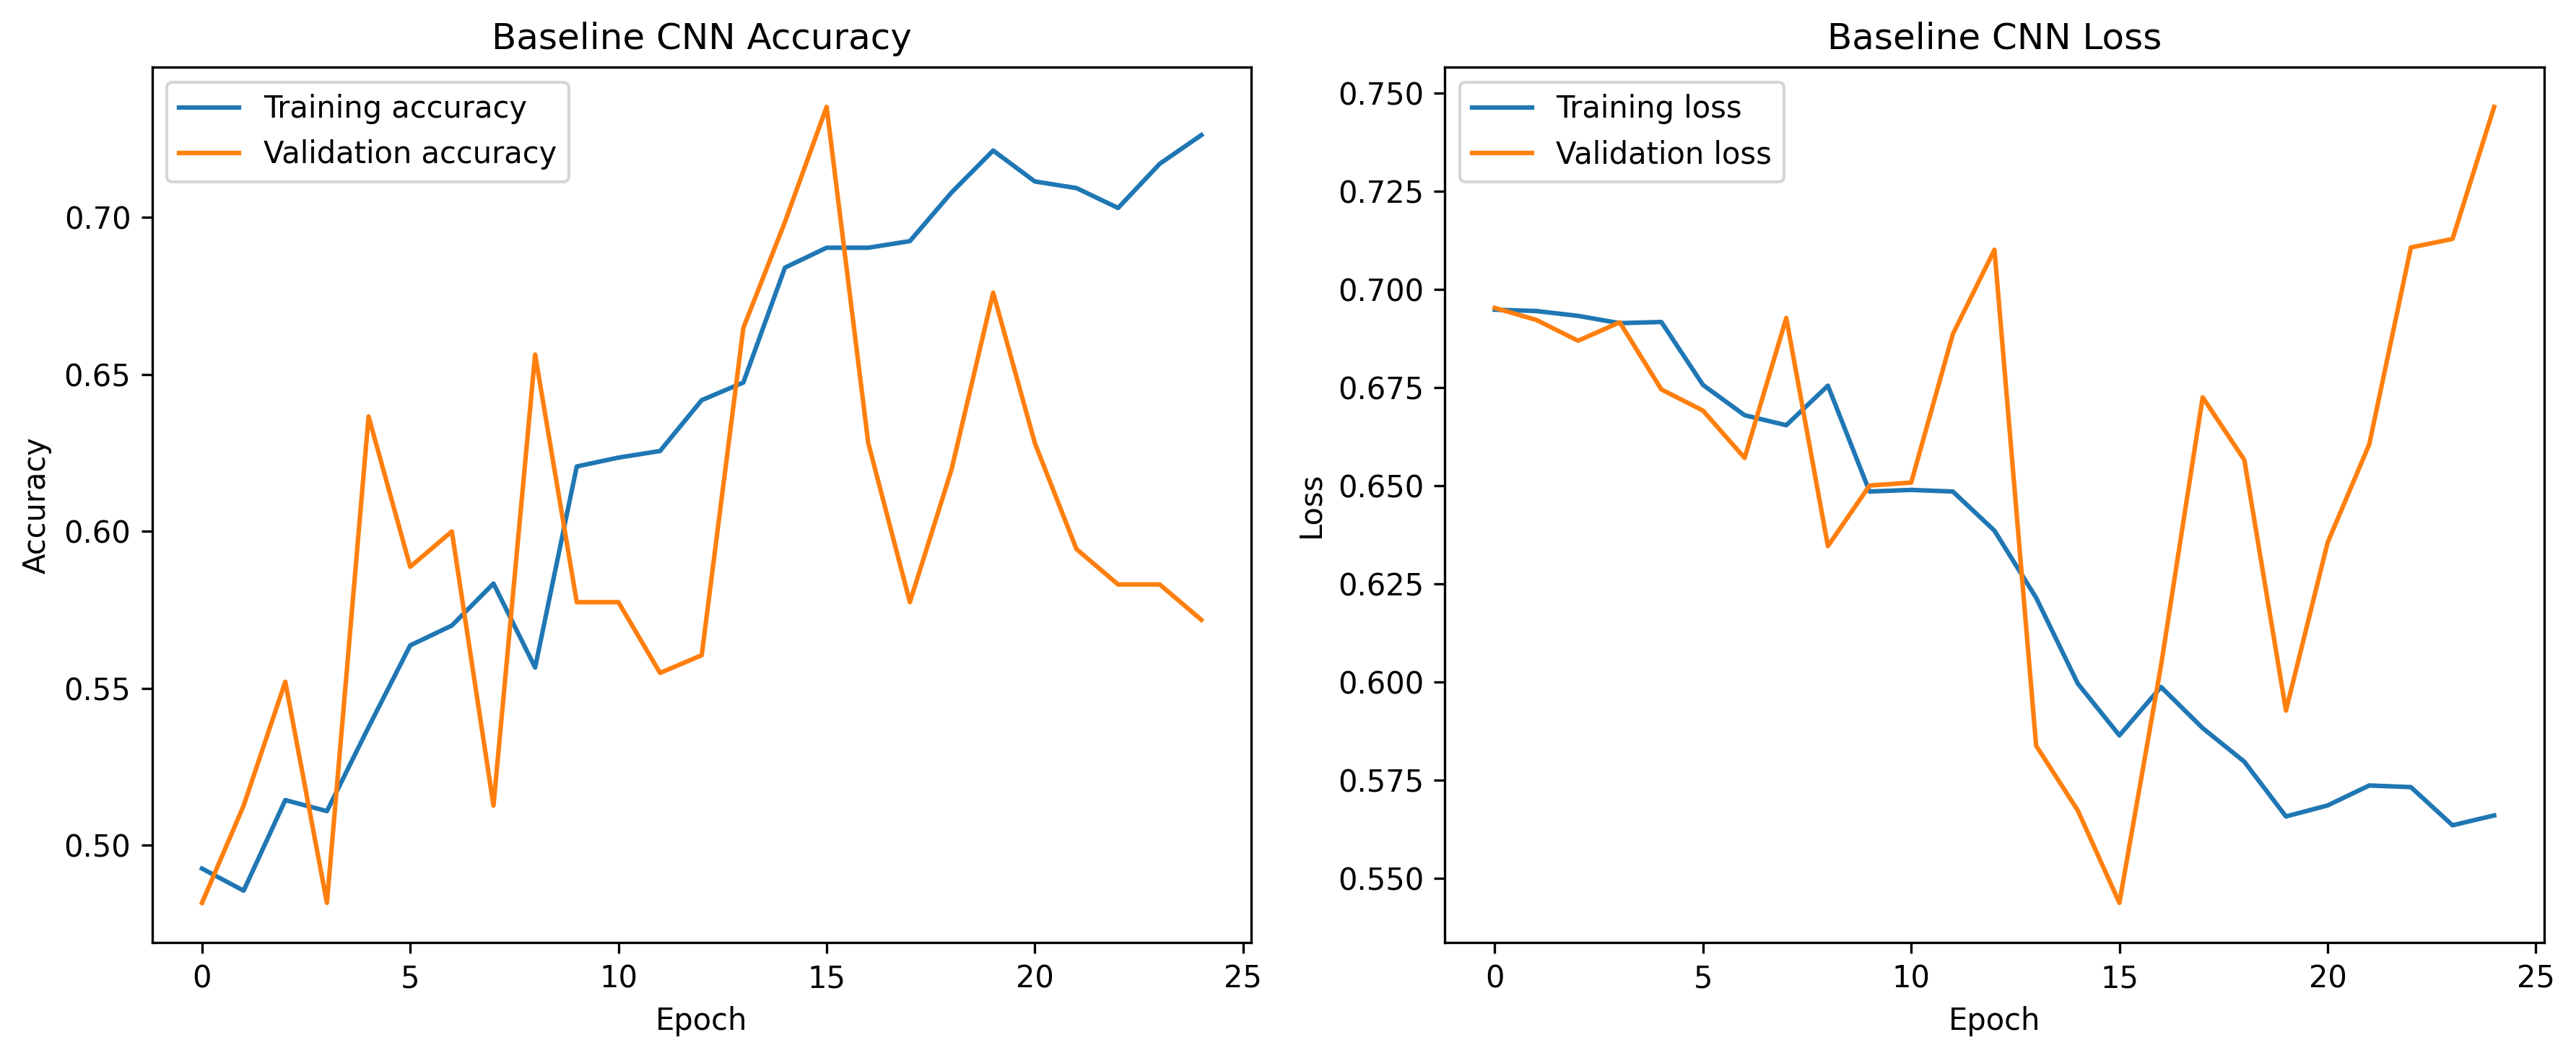 Baseline CNN Accuracy
Training accuracy
Validation accuracy
0.70
0.65
0.60
0.55
0.50
Accuracy
0 5 10 15 20 25
Epoch
Baseline CNN Loss
Training loss
Validation loss
0.750
0.725
0.700
0.675
0.650
0.625
0.600
0.575
0.550
Loss
0 5 10 15 20 25
Epoch